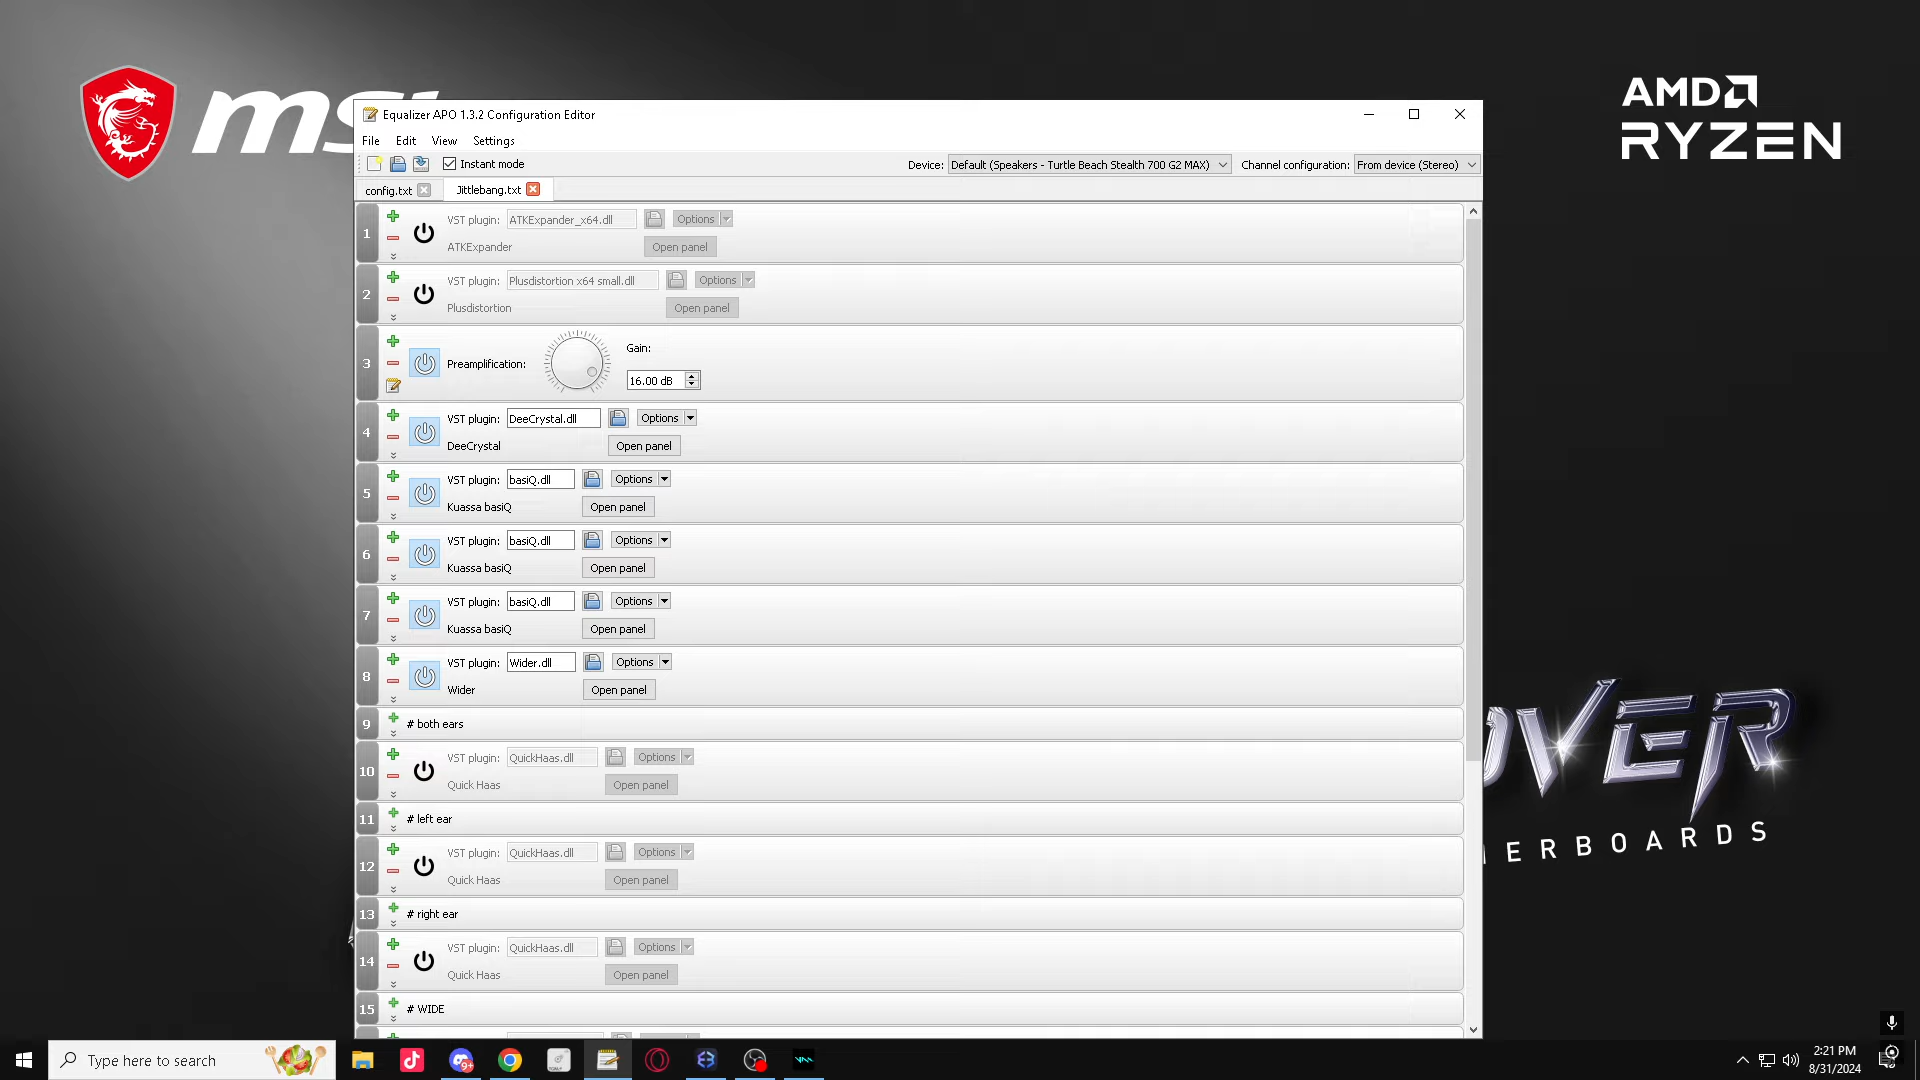 msi
AMD
RYZEN
Equalizer APO 1.3.2 Configuration Editor
File Edit View Settings
Instant mode Device: Default (Speakers - Turtle Beach Stealth 700 G2 MAX) Channel configuration: From device (Stereo)
config.txt Jittlebang.txt
1 VST plugin: ATKExpander_x64.dll Options
ATKExpander Open panel
2 VST plugin: Plusdistortion x64 small.dll Options
Plusdistortion Open panel
Gain:
3 Preamplification:
16.00 dB
4 VST plugin: DeeCrystal.dll Options
DeeCrystal Open panel
5 VST plugin: basiQ.dll Options
Kuassa basiQ Open panel
6 VST plugin: basiQ.dll Options
Kuassa basiQ Open panel
7 VST plugin: basiQ.dll Options
Kuassa basiQ Open panel
8 VST plugin: Wider.dll Options
Wider Open panel
9 # both ears
10 VST plugin: QuickHaas.dll Options
Quick Haas Open panel
11 # left ear
12 VST plugin: QuickHaas.dll Options
Quick Haas Open panel
13 # right ear
14 VST plugin: QuickHaas.dll Options
Quick Haas Open panel
15 # WIDE
OVER
ERBOARDS
Type here to search
9+
2:21 PM
8/31/2024